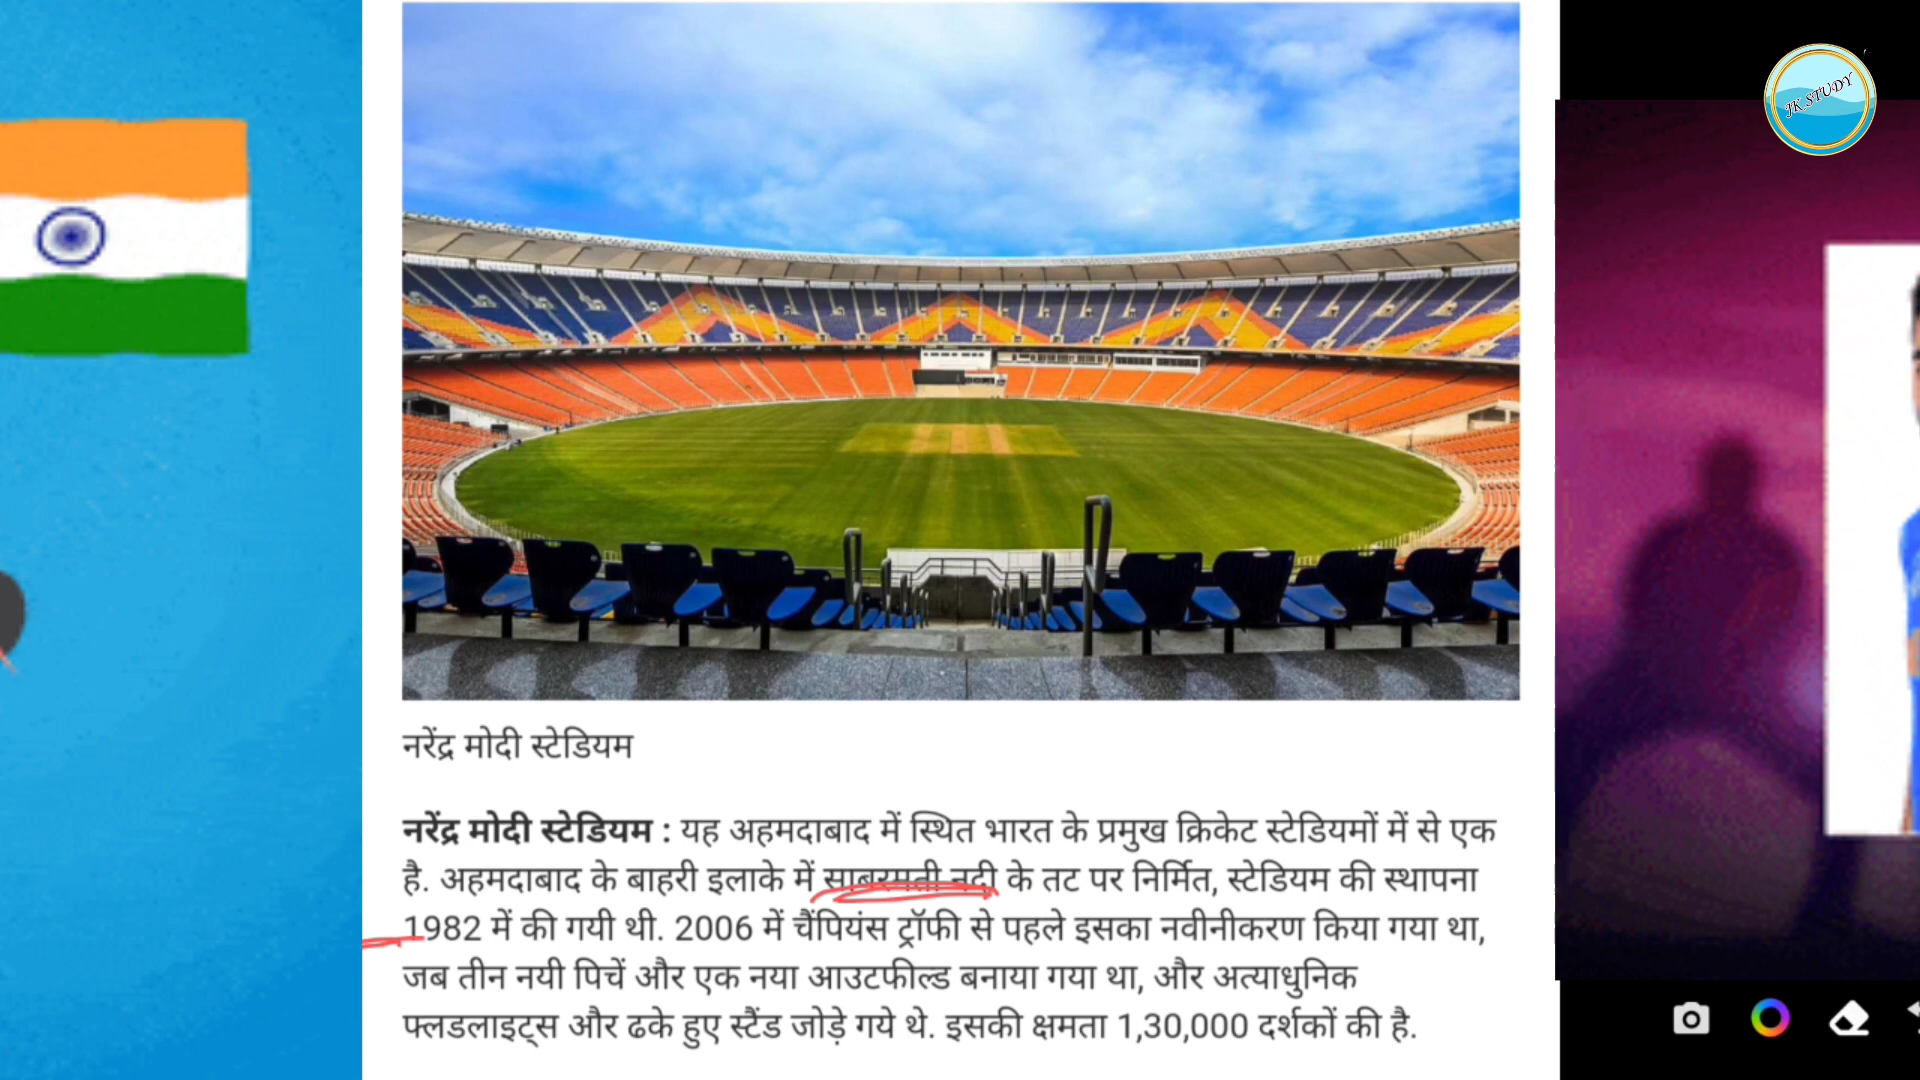 JK STUDY
नरेंद्र मोदी स्टेडियम
नरेंद्र मोदी स्टेडियम : यह अहमदाबाद में स्थित भारत के प्रमुख क्रिकेट स्टेडियमों में से एक
है. अहमदाबाद के बाहरी इलाके में साबरमती नदी के तट पर निर्मित, स्टेडियम की स्थापना
1982 में की गयी थी. 2006 में चैंपियंस ट्रॉफी से पहले इसका नवीनीकरण किया गया था,
जब तीन नयी पिचें और एक नया आउटफील्ड बनाया गया था, और अत्याधुनिक
फ्लडलाइट्स और ढके हुए स्टैंड जोड़े गये थे. इसकी क्षमता 1,30,000 दर्शकों की है.